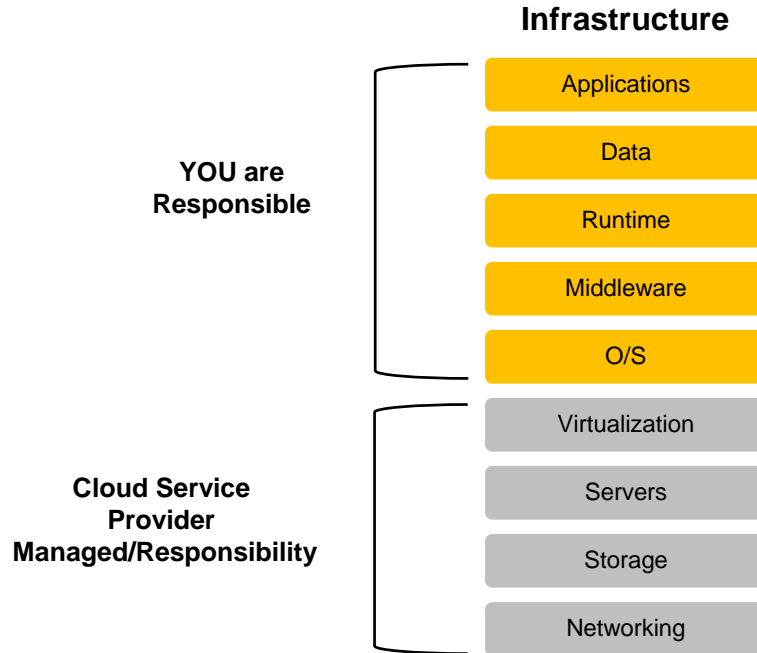 Infrastructure
Applications
Data
YOU are
Responsible
Runtime
Middleware
O/S
Virtualization
Cloud Service
Provider
Managed/Responsibility
Servers
Storage
Networking